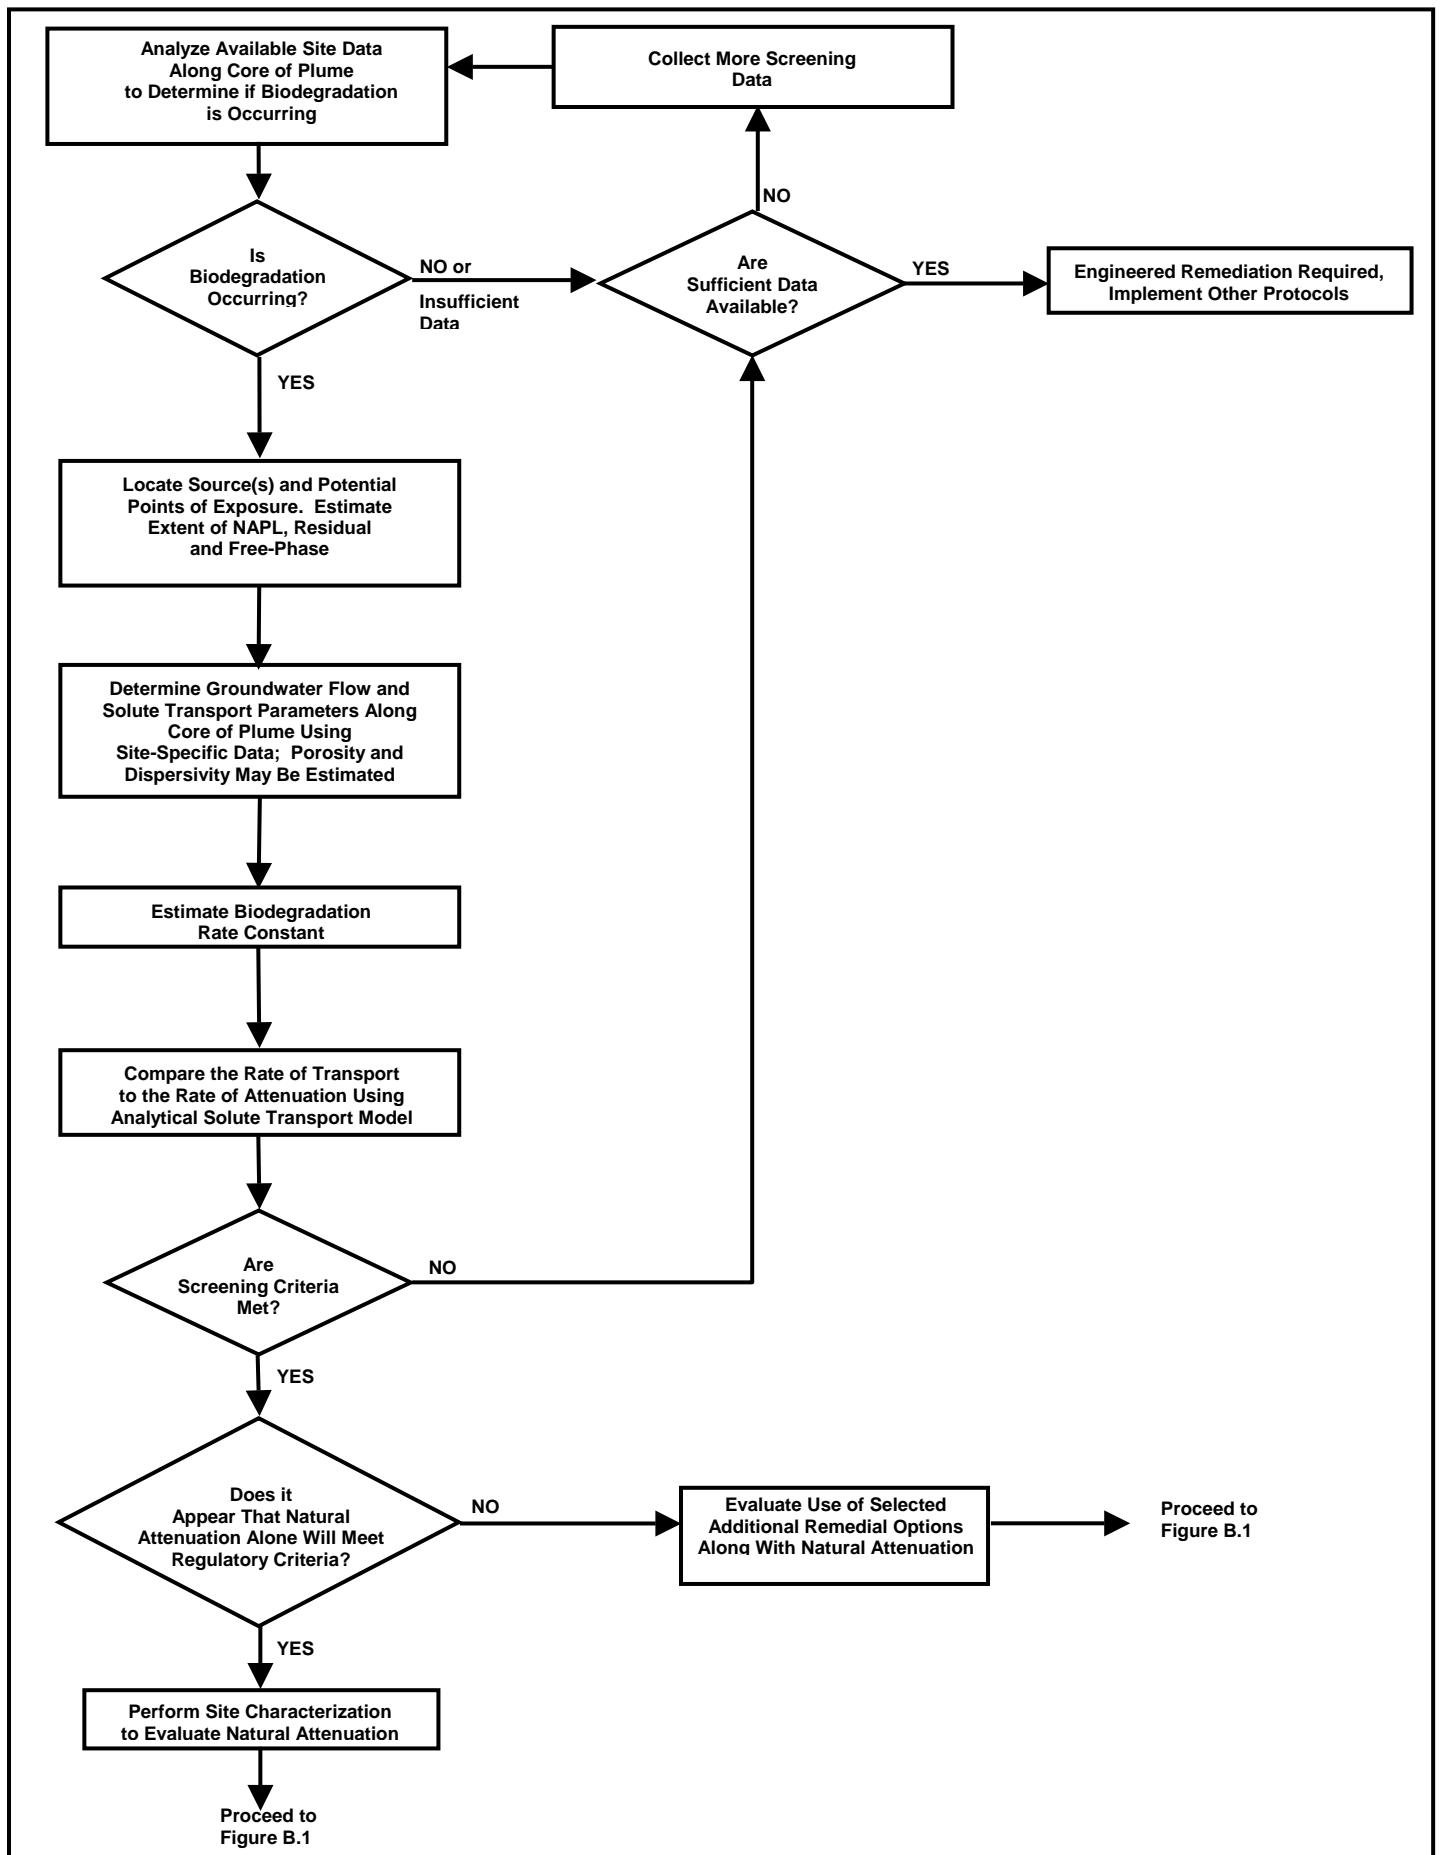 Analyze Available Site Data
Along Core of Plume
to Determine if Biodegradation
is Occurring
Collect More Screening
Data
NO
Is
Biodegradation
Occurring?
NO or
Insufficient
Data
Are
Sufficient Data
Available?
YES
Engineered Remediation Required,
Implement Other Protocols
YES
Locate Source(s) and Potential
Points of Exposure.  Estimate
Extent of NAPL, Residual
and Free-Phase
Determine Groundwater Flow and
Solute Transport Parameters Along
Core of Plume Using
Site-Specific Data;  Porosity and
Dispersivity May Be Estimated
Estimate Biodegradation
Rate Constant
Compare the Rate of Transport
to the Rate of Attenuation Using
Analytical Solute Transport Model
Are
Screening Criteria
Met?
NO
YES
Does it
Appear That Natural
Attenuation Alone Will Meet
Regulatory Criteria?
NO
Evaluate Use of Selected
Additional Remedial Options
Along With Natural Attenuation
Proceed to
Figure B.1
YES
Perform Site Characterization
to Evaluate Natural Attenuation
Proceed to
Figure B.1